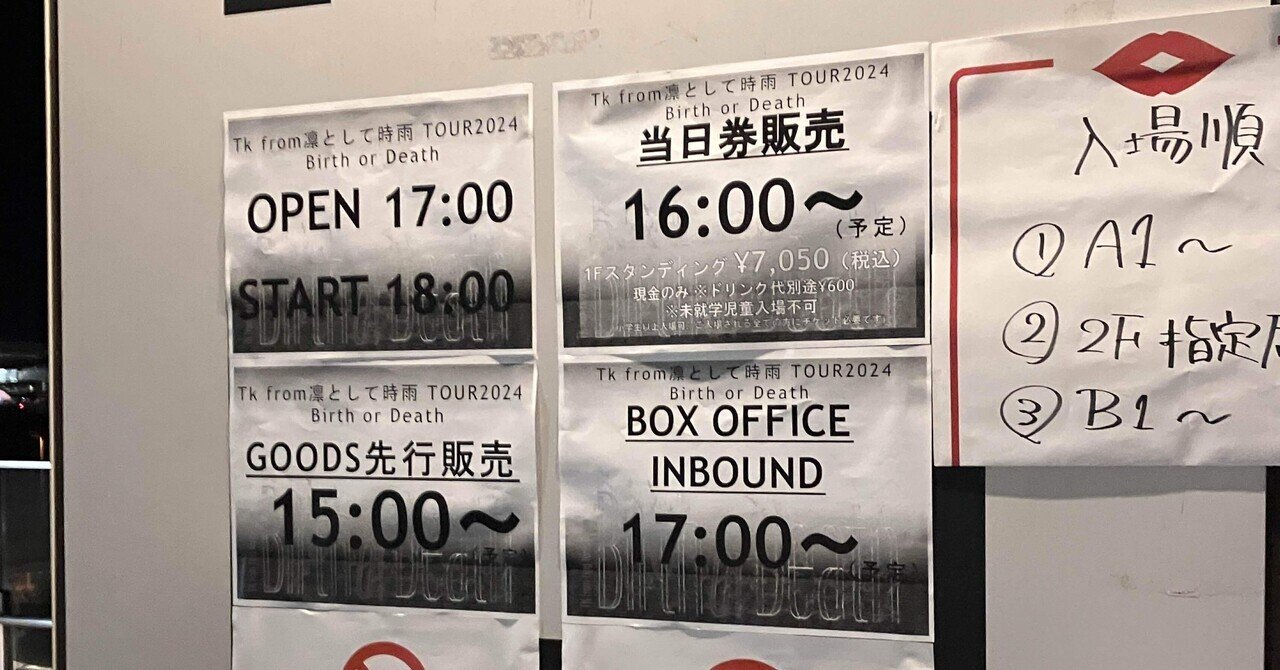 Tk from凛として時雨 TOUR2024
Birth or Death
OPEN 17:00
START 18:00
Tk from凛として時雨 TOUR2024
Birth or Death
当日券販売
16:00～
(予定)
1Fスタンディング ¥7,050 (税込)
現金のみ ※ドリンク代別途¥600
※未就学児童入場不可
Tk from凛として時雨 TOUR2024
Birth or Death
GOODS先行販売
15:00～
(予定)
Tk from凛として時雨 TOUR2024
Birth or Death
BOX OFFICE
INBOUND
17:00～
(予定)
入場順
① A1～
② 2F 指定
③ B1～